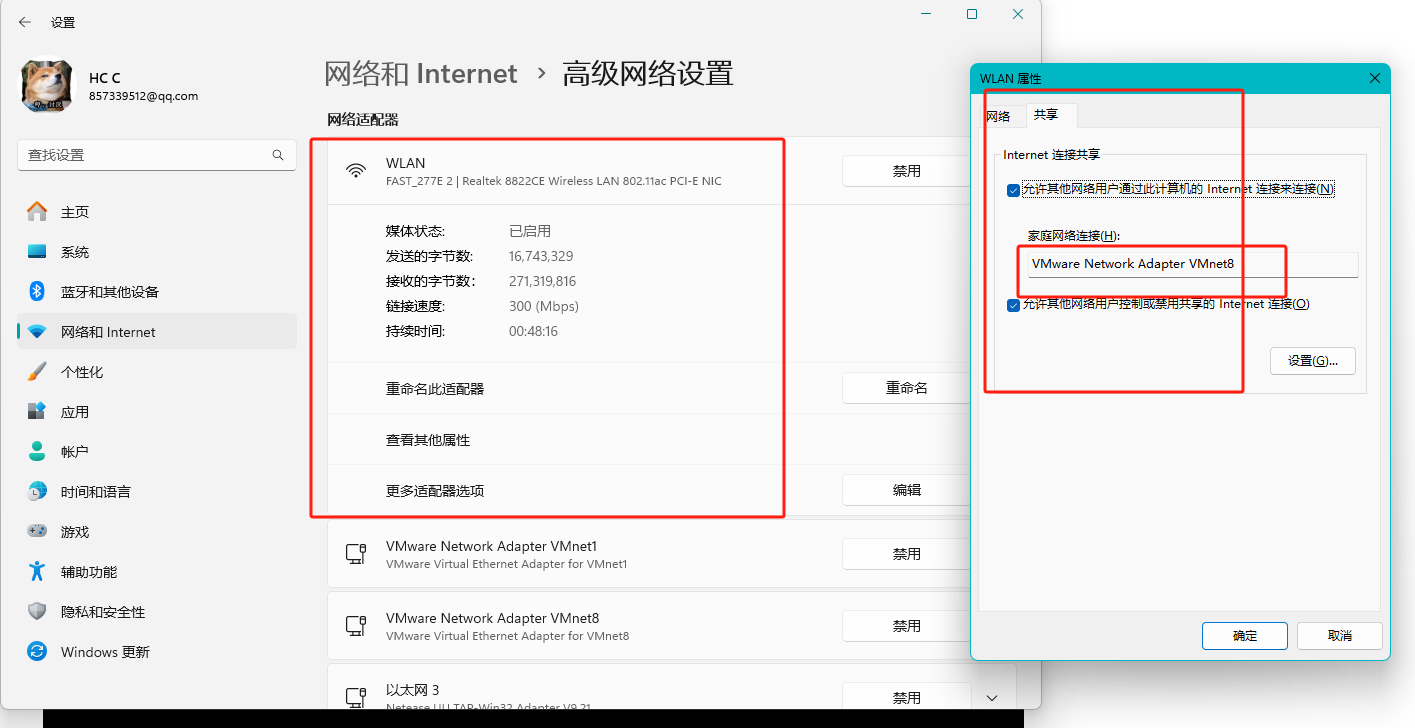 设置
HC C
857339512@qq.com
查找设置
主页
系统
蓝牙和其他设备
网络和 Internet
个性化
应用
帐户
时间和语言
游戏
辅助功能
隐私和安全性
Windows 更新
网络和 Internet › 高级网络设置
网络适配器
WLAN
FAST_277E 2 | Realtek 8822CE Wireless LAN 802.11ac PCI-E NIC
禁用
媒体状态: 已启用
发送的字节数: 16,743,329
接收的字节数: 271,319,816
链接速度: 300 (Mbps)
持续时间: 00:48:16
重命名此适配器
重命名
查看其他属性
更多适配器选项
编辑
VMware Network Adapter VMnet1
VMware Virtual Ethernet Adapter for VMnet1
禁用
VMware Network Adapter VMnet8
VMware Virtual Ethernet Adapter for VMnet8
禁用
以太网 3
Netease UU TAP-Win32 Adapter V9.21
禁用
WLAN 属性
网络 共享
Internet 连接共享
允许其他网络用户通过此计算机的 Internet 连接来连接(N)
家庭网络连接(H):
VMware Network Adapter VMnet8
允许其他网络用户控制或禁用共享的 Internet 连接(O)
设置(G)...
确定 取消